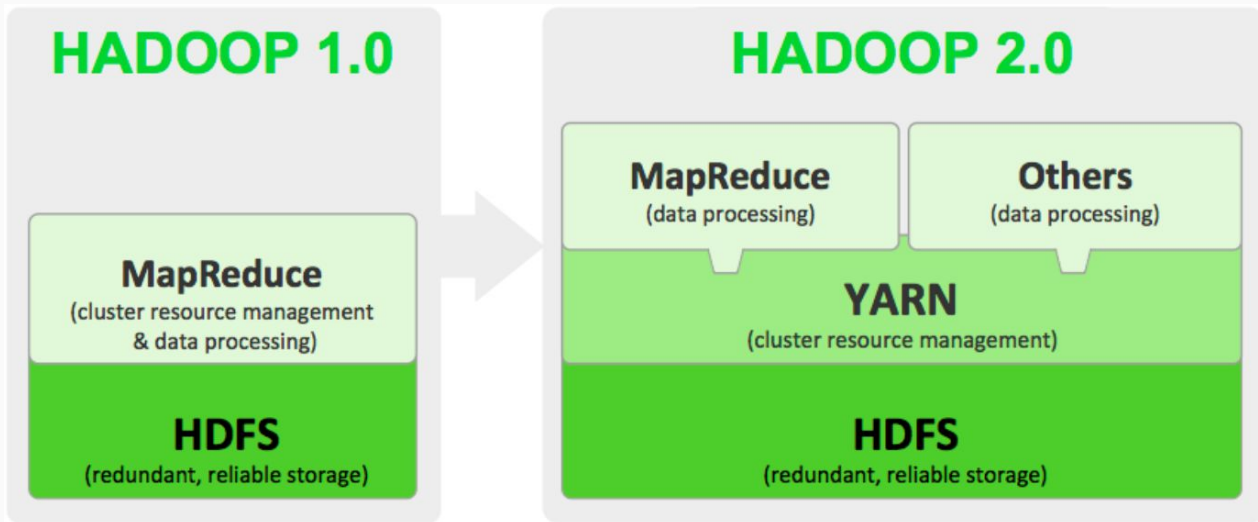 HADOOP 1.0
MapReduce
(cluster resource management
& data processing)
HDFS
(redundant, reliable storage)
HADOOP 2.0
MapReduce
(data processing)
Others
(data processing)
YARN
(cluster resource management)
HDFS
(redundant, reliable storage)